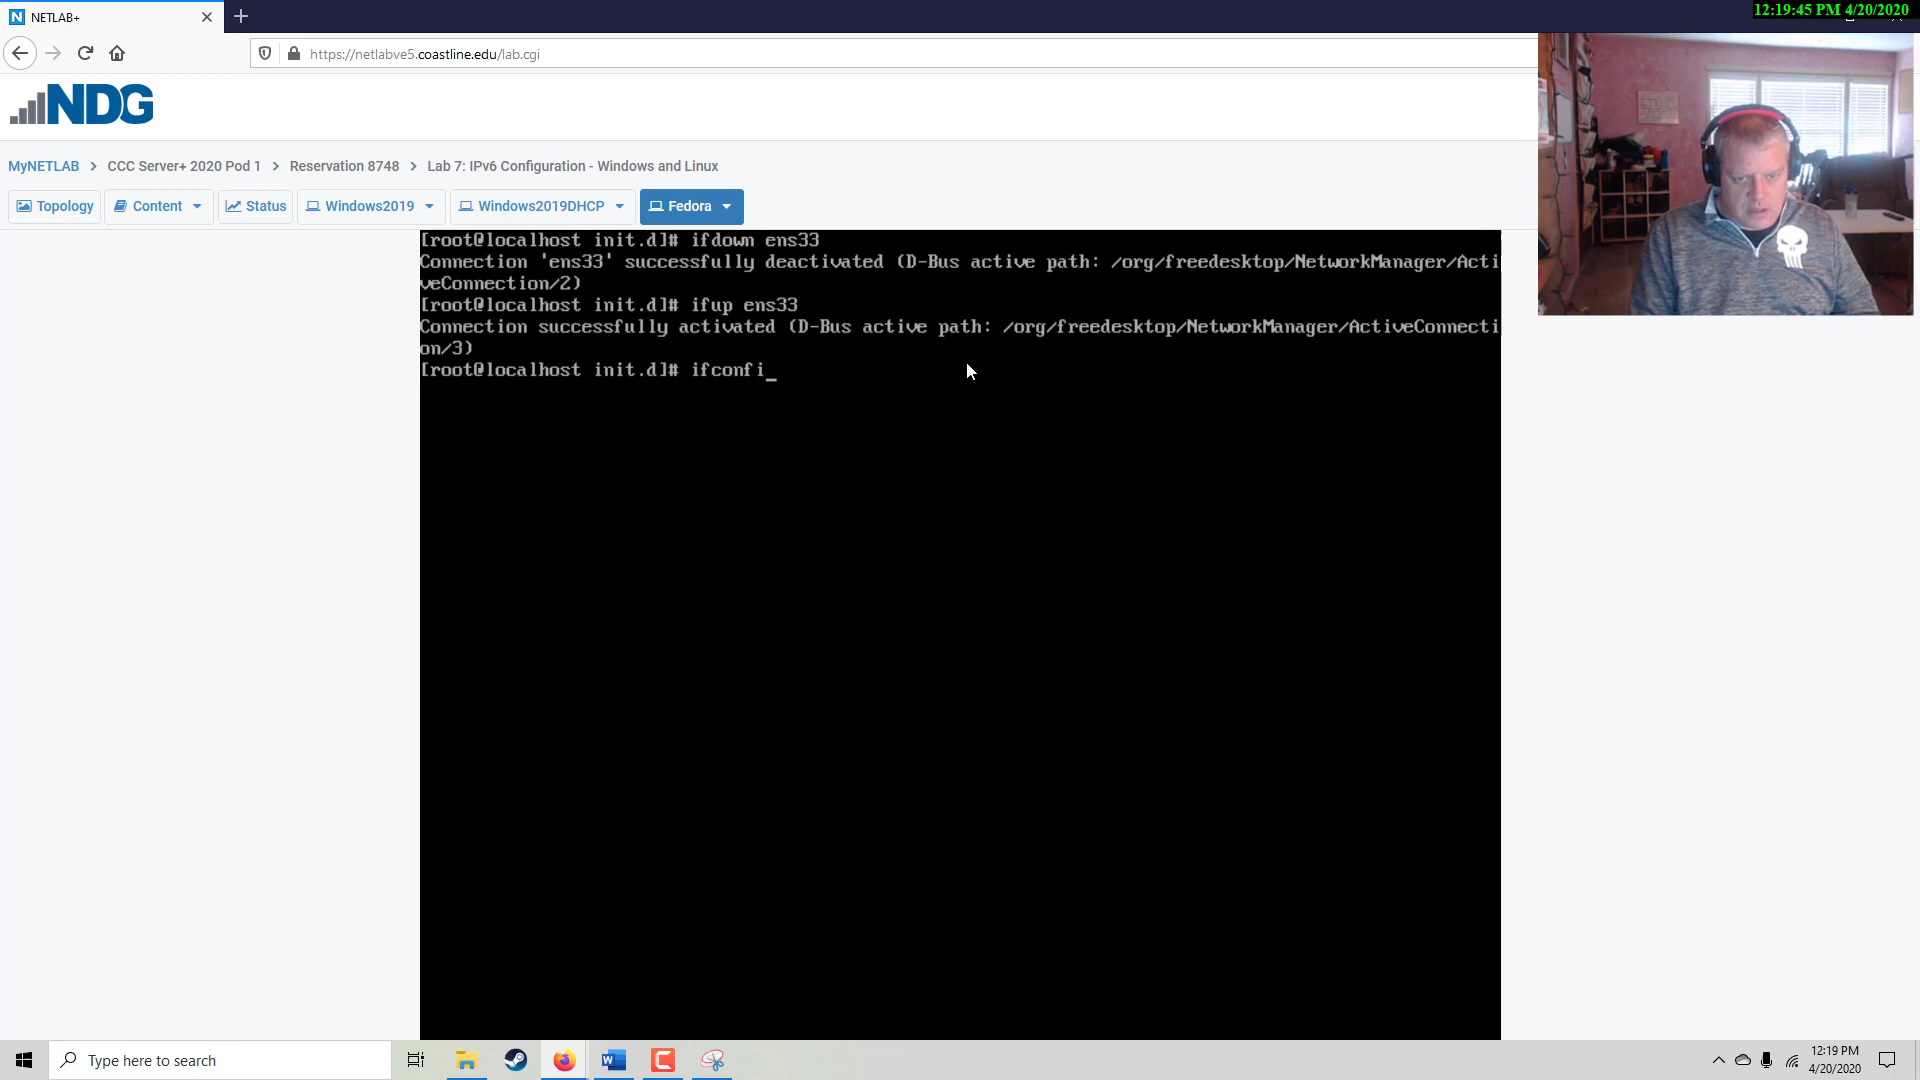 NETLAB+
12:19:45 PM 4/20/2020
https://netlabve5.coastline.edu/lab.cgi
NDG
MyNETLAB > CCC Server+ 2020 Pod 1 > Reservation 8748 > Lab 7: IPv6 Configuration - Windows and Linux
Topology Content Status Windows2019 Windows2019DHCP Fedora
[root@localhost init.d]# ifdown ens33
Connection 'ens33' successfully deactivated (D-Bus active path: /org/freedesktop/NetworkManager/Acti
veConnection/2)
[root@localhost init.d]# ifup ens33
Connection successfully activated (D-Bus active path: /org/freedesktop/NetworkManager/ActiveConnecti
on/3)
[root@localhost init.d]# ifconfi_
Type here to search
12:19 PM
4/20/2020